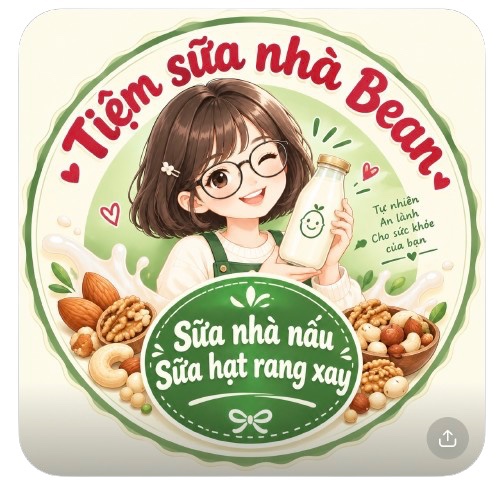 Tiệm sữa nhà Bean
Tự nhiên
An lành
Cho sức khỏe
của bạn
Sữa nhà nấu
Sữa hạt rang xay